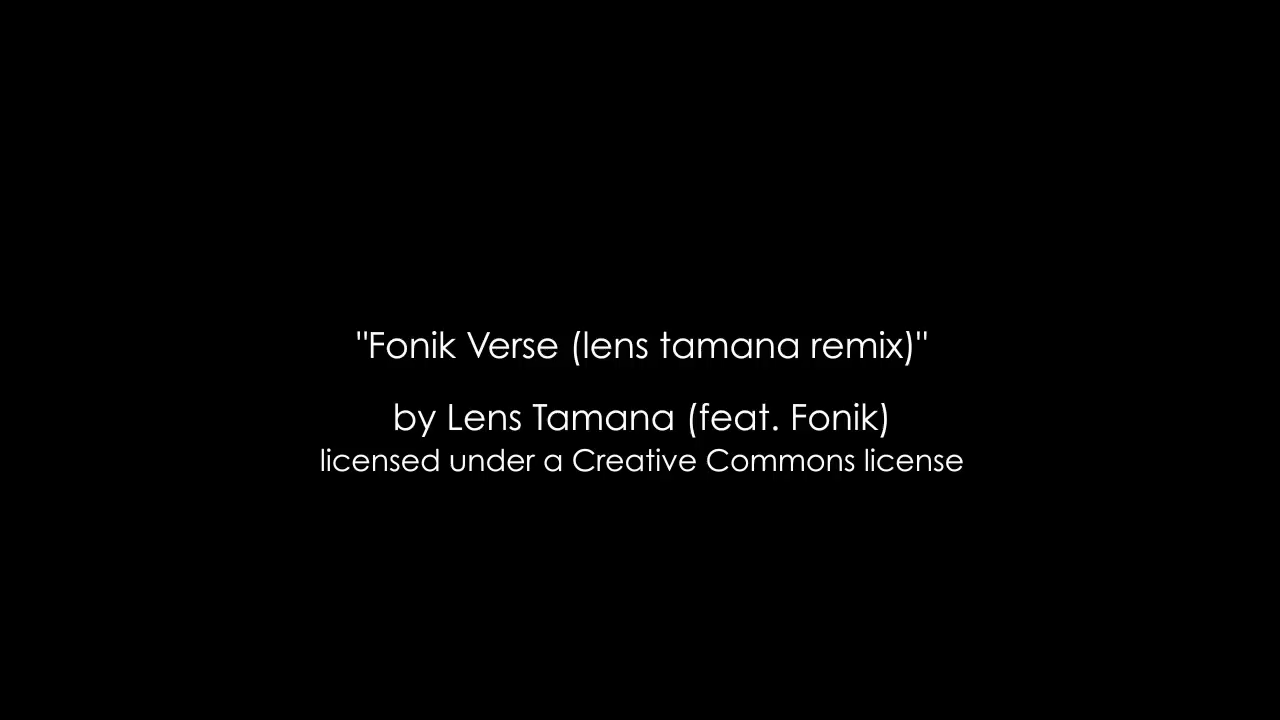 "Fonik Verse (lens tamana remix)"
by Lens Tamana (feat. Fonik)
licensed under a Creative Commons license